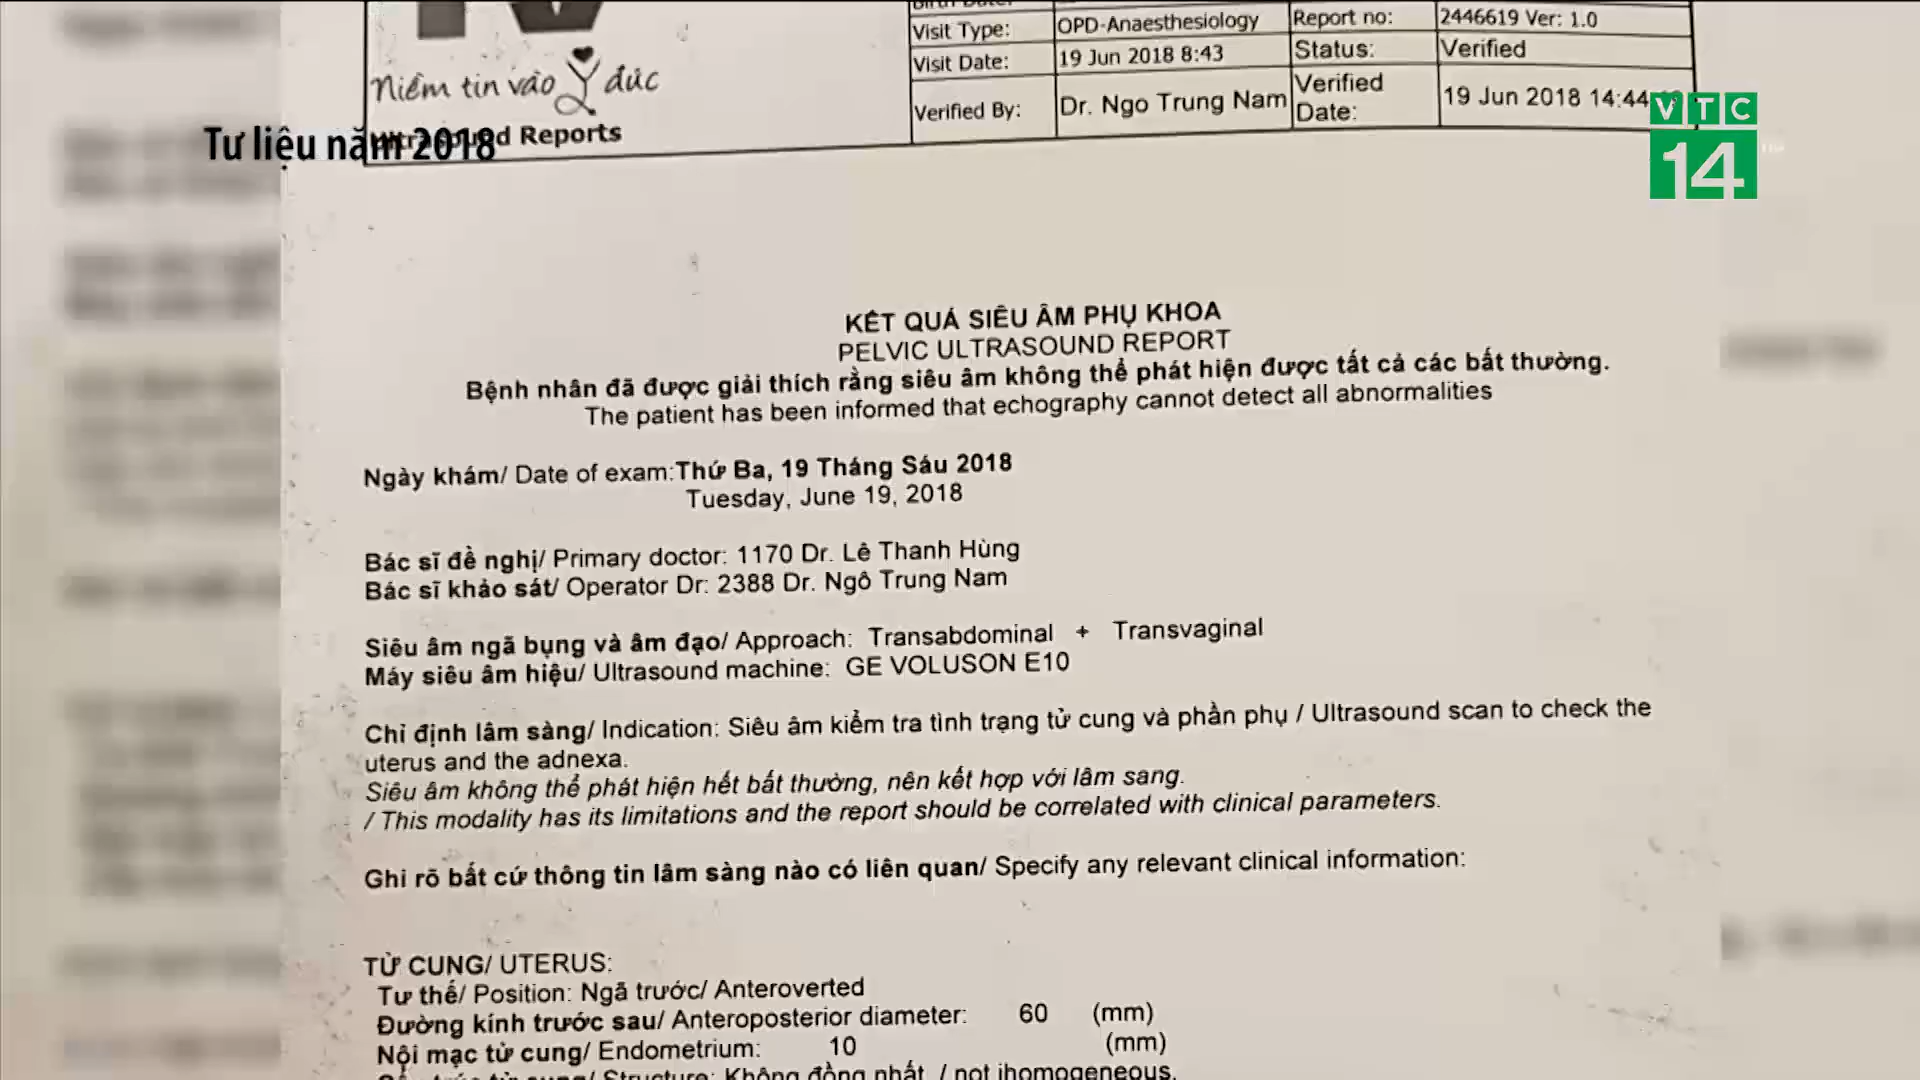 Visit Type: OPD-Anaesthesiology Report no: 2446619 Ver: 1.0
Visit Date: 19 Jun 2018 8:43 Status: Verified
Verified By: Dr. Ngo Trung Nam Verified Date: 19 Jun 2018 14:44
Niềm tin vào Y đức
Reports
Tư liệu năm 2018
VTC
14
KẾT QUẢ SIÊU ÂM PHỤ KHOA
PELVIC ULTRASOUND REPORT
Bệnh nhân đã được giải thích rằng siêu âm không thể phát hiện được tất cả các bất thường.
The patient has been informed that echography cannot detect all abnormalities
Ngày khám/ Date of exam:Thứ Ba, 19 Tháng Sáu 2018
Tuesday, June 19, 2018
Bác sĩ đề nghị/ Primary doctor: 1170 Dr. Lê Thanh Hùng
Bác sĩ khảo sát/ Operator Dr: 2388 Dr. Ngô Trung Nam
Siêu âm ngã bụng và âm đạo/ Approach: Transabdominal + Transvaginal
Máy siêu âm hiệu/ Ultrasound machine: GE VOLUSON E10
Chỉ định lâm sàng/ Indication: Siêu âm kiểm tra tình trạng tử cung và phần phụ / Ultrasound scan to check the
uterus and the adnexa.
Siêu âm không thể phát hiện hết bất thường, nên kết hợp với lâm sang.
/ This modality has its limitations and the report should be correlated with clinical parameters.
Ghi rõ bất cứ thông tin lâm sàng nào có liên quan/ Specify any relevant clinical information:
TỬ CUNG/ UTERUS:
Tư thế/ Position: Ngã trước/ Anteroverted
Đường kính trước sau/ Anteroposterior diameter: 60 (mm)
Nội mạc tử cung/ Endometrium: 10 (mm)
Structure: Không đồng nhất / not ihomogeneous.